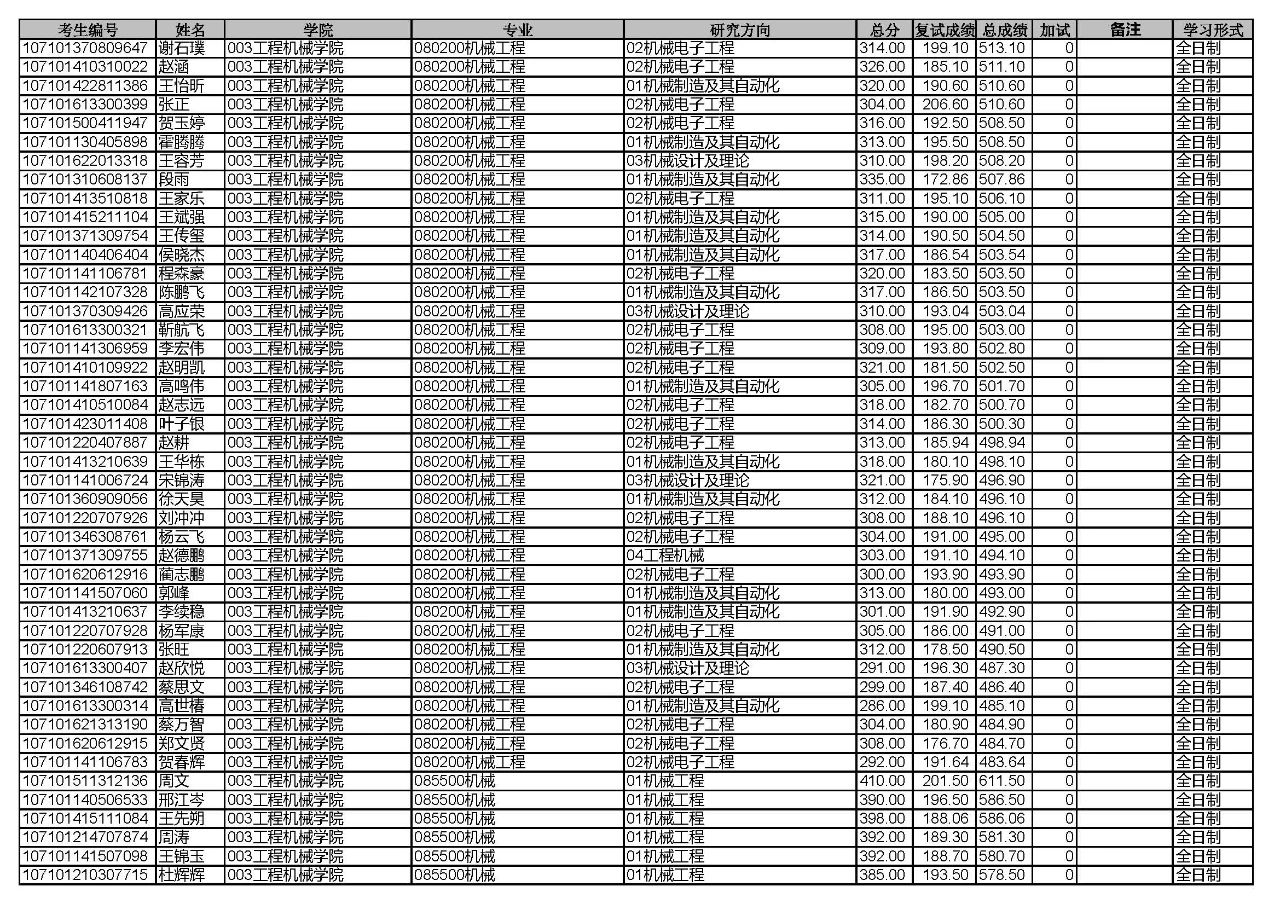 考生编号 姓名 学院 专业 研究方向 总分 复试成绩 总成绩 加试 备注 学习形式
107101370809647 谢石璞 003工程机械学院 080200机械工程 02机械电子工程 314.00 199.10 513.10 0 全日制
107101410310022 赵涵 003工程机械学院 080200机械工程 02机械电子工程 326.00 185.10 511.10 0 全日制
107101422811386 王怡昕 003工程机械学院 080200机械工程 01机械制造及其自动化 320.00 190.60 510.60 0 全日制
107101613300399 张正 003工程机械学院 080200机械工程 02机械电子工程 304.00 206.60 510.60 0 全日制
107101500411947 贺玉婷 003工程机械学院 080200机械工程 02机械电子工程 316.00 192.50 508.50 0 全日制
107101130405898 霍腾腾 003工程机械学院 080200机械工程 01机械制造及其自动化 313.00 195.50 508.50 0 全日制
107101622013318 王容芳 003工程机械学院 080200机械工程 03机械设计及理论 310.00 198.20 508.20 0 全日制
107101310608137 段雨 003工程机械学院 080200机械工程 01机械制造及其自动化 335.00 172.86 507.86 0 全日制
107101413510818 王家乐 003工程机械学院 080200机械工程 02机械电子工程 311.00 195.10 506.10 0 全日制
107101415211104 王斌强 003工程机械学院 080200机械工程 01机械制造及其自动化 315.00 190.00 505.00 0 全日制
107101371309754 王传玺 003工程机械学院 080200机械工程 01机械制造及其自动化 314.00 190.50 504.50 0 全日制
107101140406404 侯晓杰 003工程机械学院 080200机械工程 01机械制造及其自动化 317.00 186.54 503.54 0 全日制
107101141106781 程森豪 003工程机械学院 080200机械工程 02机械电子工程 320.00 183.50 503.50 0 全日制
107101142107328 陈鹏飞 003工程机械学院 080200机械工程 01机械制造及其自动化 317.00 186.50 503.50 0 全日制
107101370309426 高应荣 003工程机械学院 080200机械工程 03机械设计及理论 310.00 193.04 503.04 0 全日制
107101613300321 靳航飞 003工程机械学院 080200机械工程 02机械电子工程 308.00 195.00 503.00 0 全日制
107101141306959 李宏伟 003工程机械学院 080200机械工程 02机械电子工程 309.00 193.80 502.80 0 全日制
107101410109922 赵明凯 003工程机械学院 080200机械工程 02机械电子工程 321.00 181.50 502.50 0 全日制
107101141807163 高鸣伟 003工程机械学院 080200机械工程 01机械制造及其自动化 305.00 196.70 501.70 0 全日制
107101410510084 赵志远 003工程机械学院 080200机械工程 02机械电子工程 318.00 182.70 500.70 0 全日制
107101423011408 叶子银 003工程机械学院 080200机械工程 02机械电子工程 314.00 186.30 500.30 0 全日制
107101220407887 赵耕 003工程机械学院 080200机械工程 02机械电子工程 313.00 185.94 498.94 0 全日制
107101413210639 王华栋 003工程机械学院 080200机械工程 01机械制造及其自动化 318.00 180.10 498.10 0 全日制
107101141006724 宋锦涛 003工程机械学院 080200机械工程 03机械设计及理论 321.00 175.90 496.90 0 全日制
107101360909056 徐天昊 003工程机械学院 080200机械工程 01机械制造及其自动化 312.00 184.10 496.10 0 全日制
107101220707926 刘冲冲 003工程机械学院 080200机械工程 02机械电子工程 308.00 188.10 496.10 0 全日制
107101346308761 杨云飞 003工程机械学院 080200机械工程 02机械电子工程 304.00 191.00 495.00 0 全日制
107101371309755 赵德鹏 003工程机械学院 080200机械工程 04工程机械 303.00 191.10 494.10 0 全日制
107101620612916 蔺志鹏 003工程机械学院 080200机械工程 02机械电子工程 300.00 193.90 493.90 0 全日制
107101141507060 郭峰 003工程机械学院 080200机械工程 01机械制造及其自动化 313.00 180.00 493.00 0 全日制
107101413210637 李续稳 003工程机械学院 080200机械工程 01机械制造及其自动化 301.00 191.90 492.90 0 全日制
107101220707928 杨军康 003工程机械学院 080200机械工程 02机械电子工程 305.00 186.00 491.00 0 全日制
107101220607913 张旺 003工程机械学院 080200机械工程 01机械制造及其自动化 312.00 178.50 490.50 0 全日制
107101613300407 赵欣悦 003工程机械学院 080200机械工程 03机械设计及理论 291.00 196.30 487.30 0 全日制
107101346108742 蔡思文 003工程机械学院 080200机械工程 02机械电子工程 299.00 187.40 486.40 0 全日制
107101613300314 高世椿 003工程机械学院 080200机械工程 01机械制造及其自动化 286.00 199.10 485.10 0 全日制
107101621313190 蔡万智 003工程机械学院 080200机械工程 02机械电子工程 304.00 180.90 484.90 0 全日制
107101620612915 郑文贤 003工程机械学院 080200机械工程 02机械电子工程 308.00 176.70 484.70 0 全日制
107101141106783 贺春辉 003工程机械学院 080200机械工程 02机械电子工程 292.00 191.64 483.64 0 全日制
107101511312136 周文 003工程机械学院 085500机械 01机械工程 410.00 201.50 611.50 0 全日制
107101140506533 邢江岑 003工程机械学院 085500机械 01机械工程 390.00 196.50 586.50 0 全日制
107101415111084 王先朔 003工程机械学院 085500机械 01机械工程 398.00 188.06 586.06 0 全日制
107101214707874 周涛 003工程机械学院 085500机械 01机械工程 392.00 189.30 581.30 0 全日制
107101141507098 王锦玉 003工程机械学院 085500机械 01机械工程 392.00 188.70 580.70 0 全日制
107101210307715 杜辉辉 003工程机械学院 085500机械 01机械工程 385.00 193.50 578.50 0 全日制